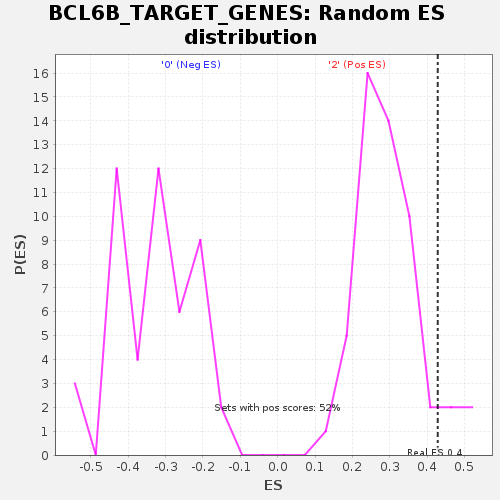 BCL6B_TARGET_GENES: Random ES
distribution
'0' (Neg ES)
'2' (Pos ES)
16
15
14
13
12
11
10
9
8
7
6
5
4
3
2
1
0
P(ES)
Sets with pos scores: 52%
Real ES 0.4
-0.5 -0.4 -0.3 -0.2 -0.1 0.0 0.1 0.2 0.3 0.4 0.5
ES